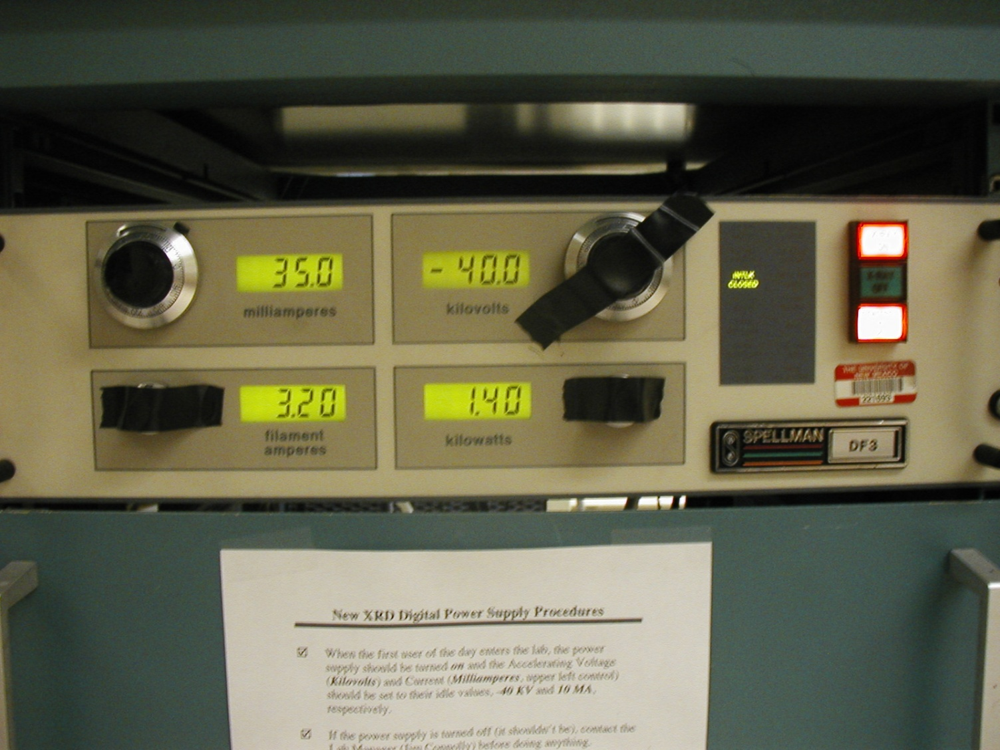 35.0
milliamperes
- 40.0
kilovolts
INTLK
CLOSED
X-RAY
OFF
3.20
filament
amperes
1.40
kilowatts
THE UNIVERSITY OF
NEW MEXICO
SPELLMAN
DF3
New XRD Digital Power Supply Procedures
When the first user of the day enters the lab, the power
supply should be turned on and the Accelerating Voltage
(Kilovolts) and Current (Milliamperes, upper left control)
should be set to their idle values, -40 KV and 10 MA,
respectively.
If the power supply is turned off (it shouldn't be), contact the
Lab Manager (Jim Connolly) before doing anything.